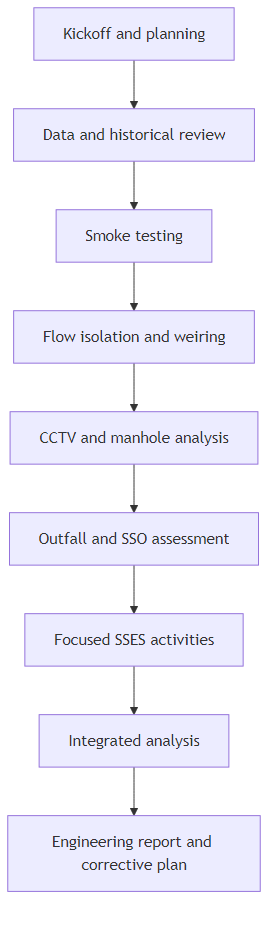 Kickoff and planning
Data and historical review
Smoke testing
Flow isolation and weiring
CCTV and manhole analysis
Outfall and SSO assessment
Focused SSES activities
Integrated analysis
Engineering report and
corrective plan